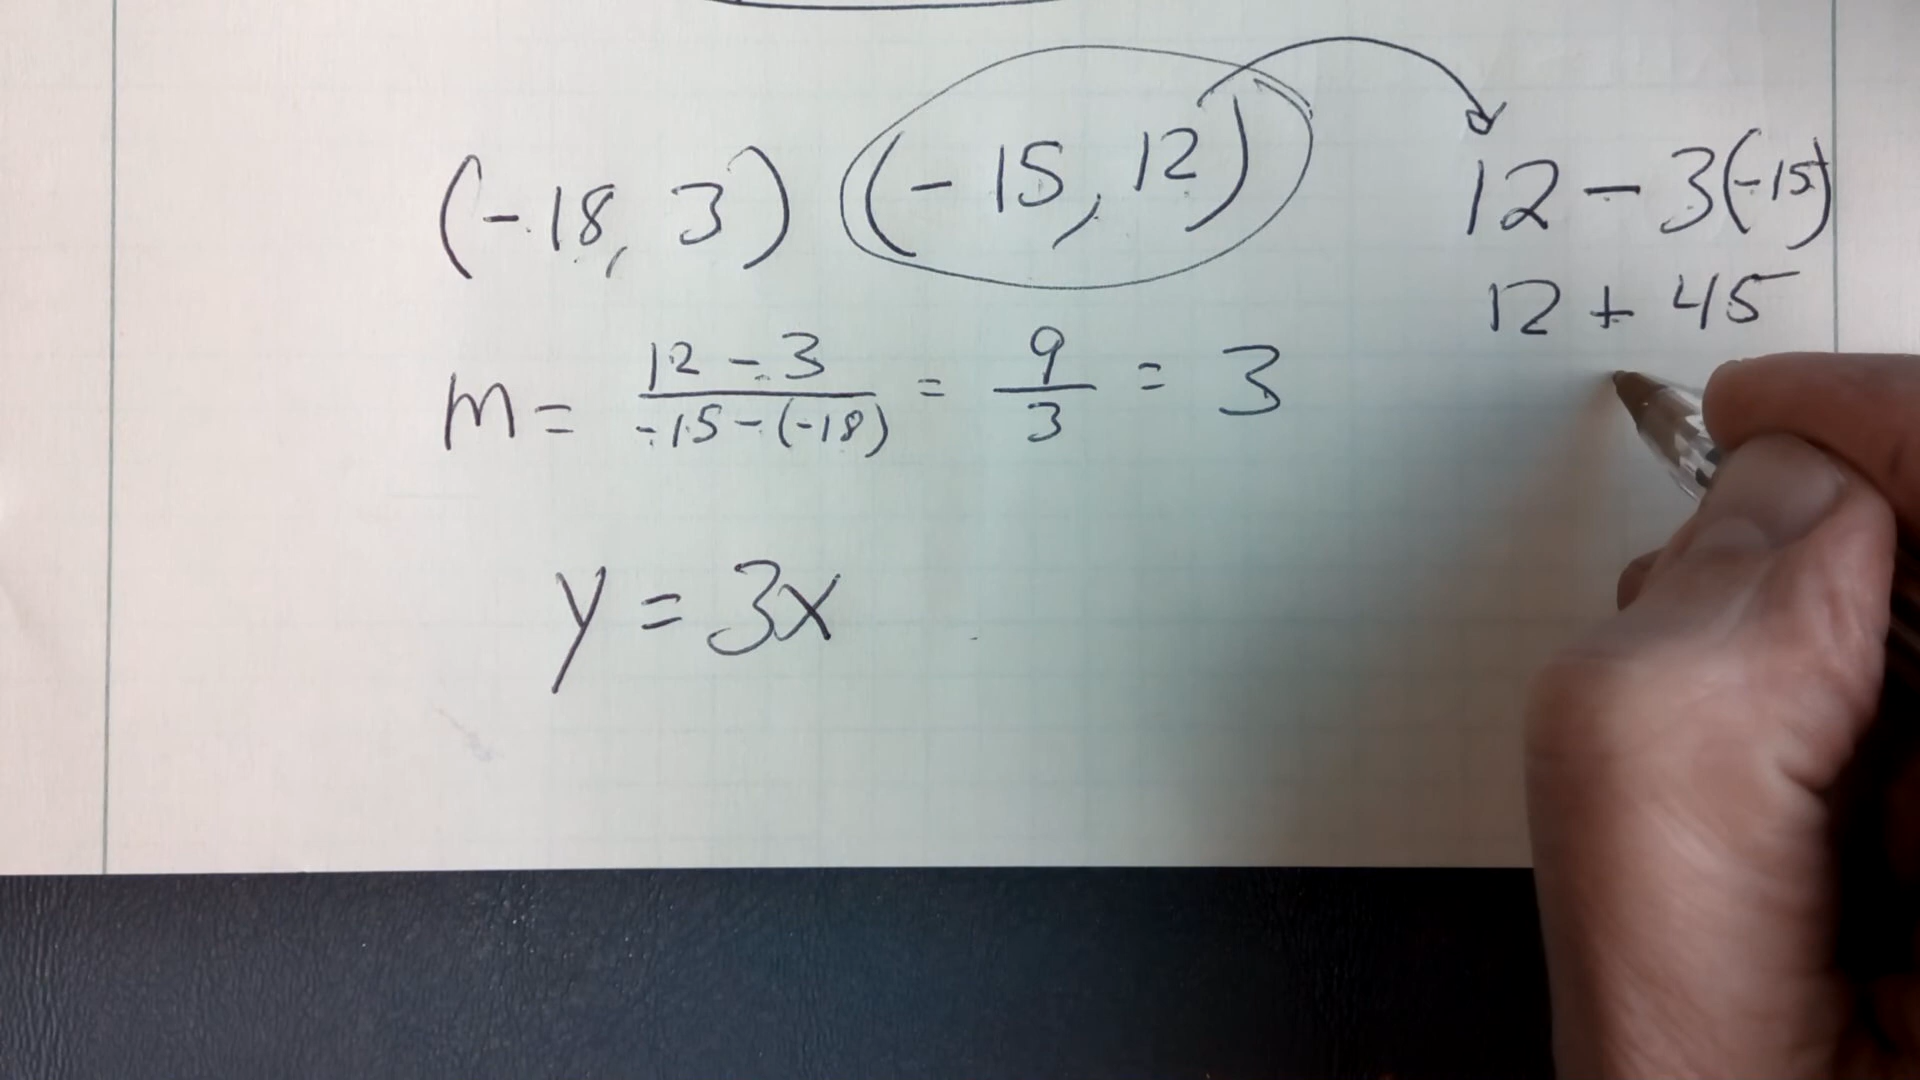 (-18, 3) (-15, 12)
12 - 3(-15)
12 + 45
m = 12 - 3 / -15 - (-18) = 9 / 3 = 3
y = 3x